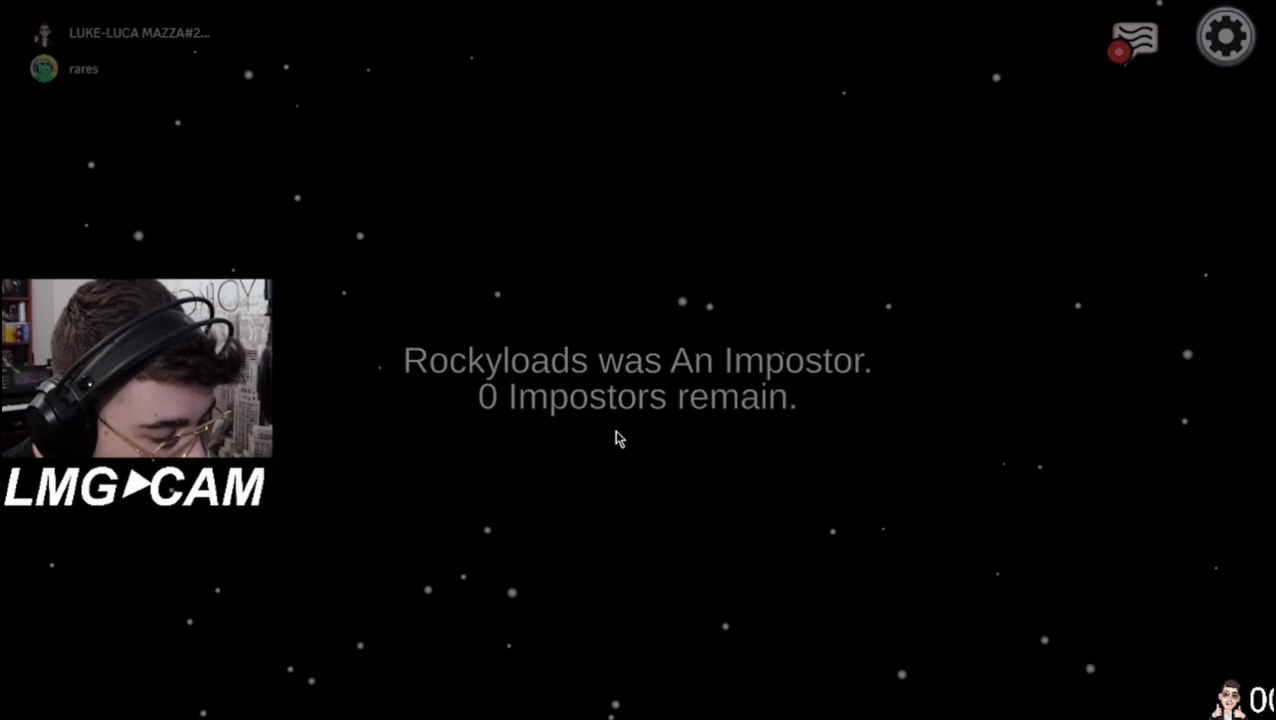 LUKE-LUCA MAZZA#2...
rares
Rockyloads was An Impostor.
0 Impostors remain.
LMG CAM